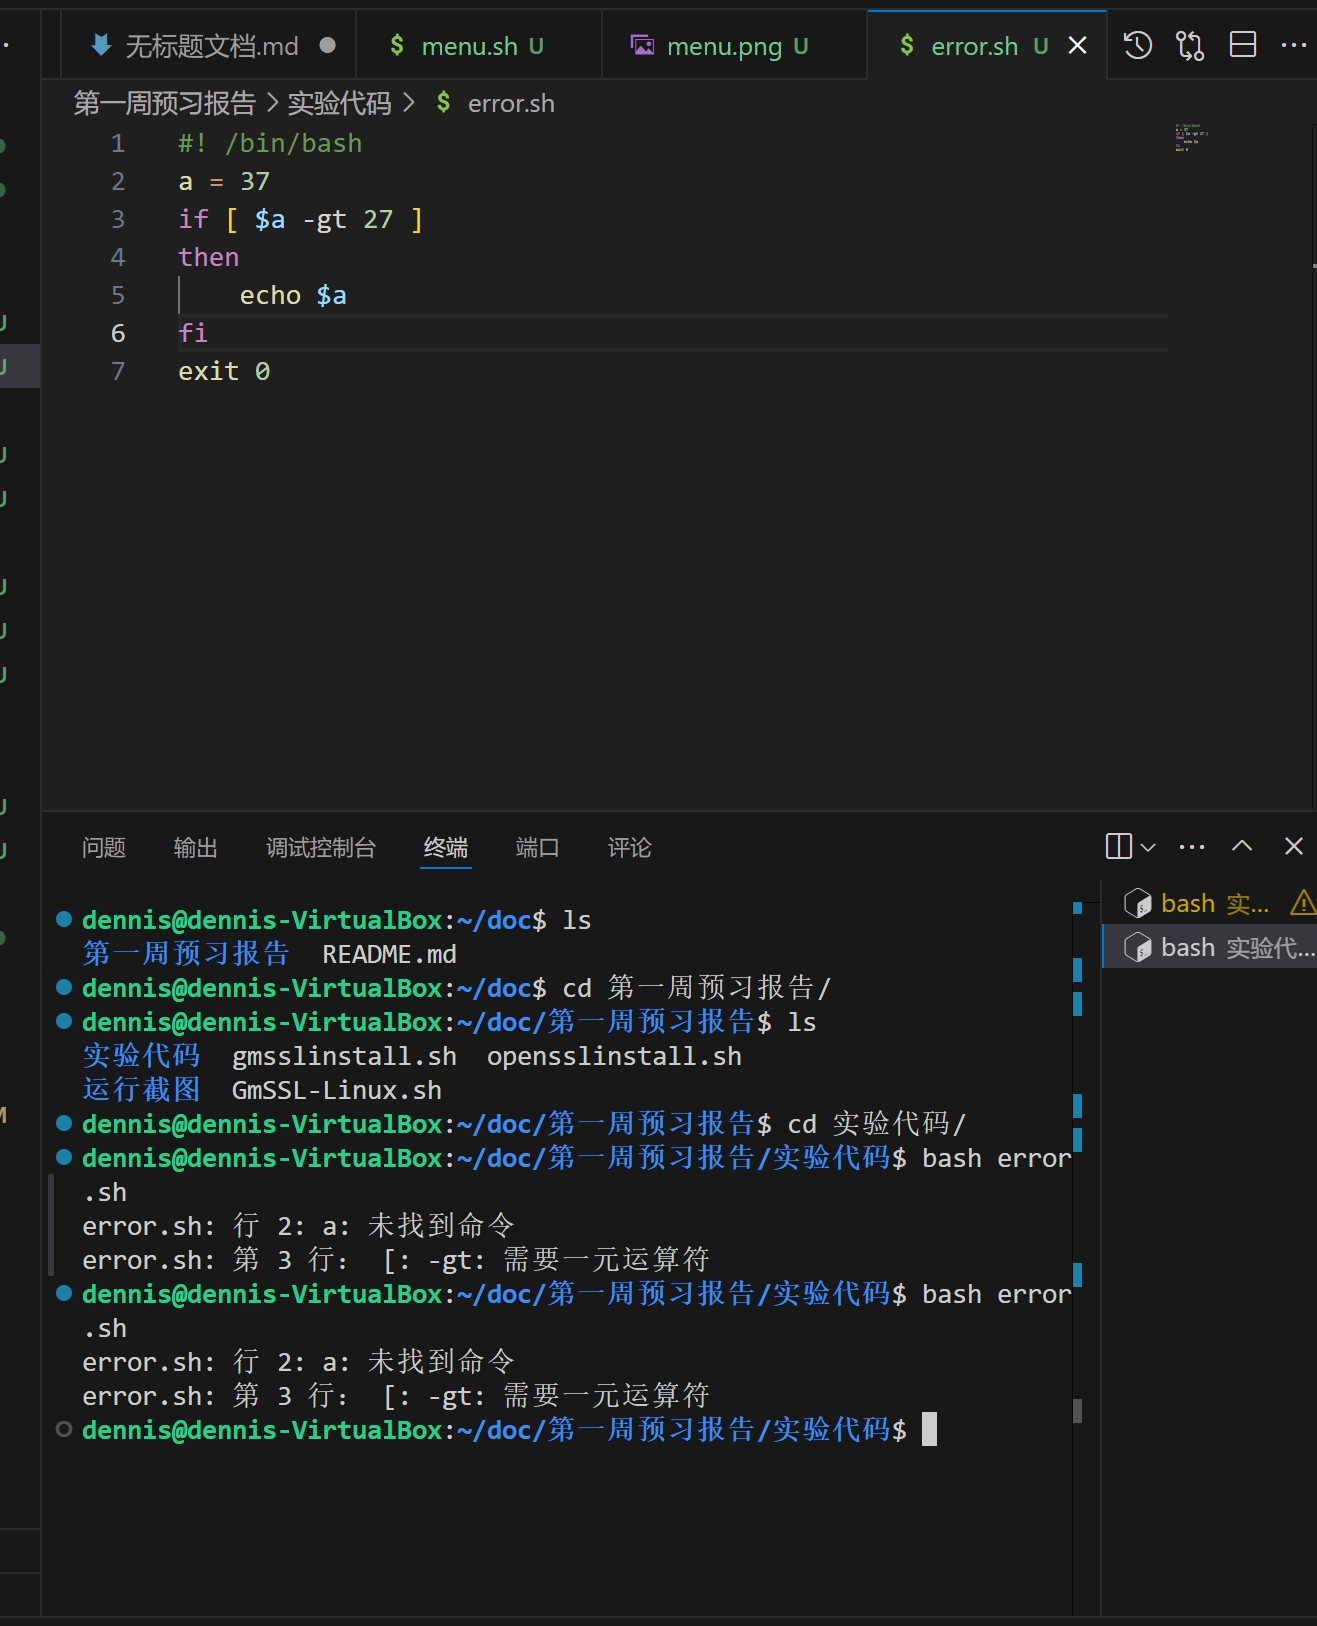 无标题文档.md
$ menu.sh U
menu.png U
$ error.sh U
第一周预习报告 > 实验代码 > $ error.sh
1 #! /bin/bash
2 a = 37
3 if [ $a -gt 27 ]
4 then
5 echo $a
6 fi
7 exit 0
问题 输出 调试控制台 终端 端口 评论
bash 实...
bash 实验代...
dennis@dennis-VirtualBox:~/doc$ ls
第一周预习报告 README.md
dennis@dennis-VirtualBox:~/doc$ cd 第一周预习报告/
dennis@dennis-VirtualBox:~/doc/第一周预习报告$ ls
实验代码 gmsslinstall.sh opensslinstall.sh
运行截图 GmSSL-Linux.sh
dennis@dennis-VirtualBox:~/doc/第一周预习报告$ cd 实验代码/
dennis@dennis-VirtualBox:~/doc/第一周预习报告/实验代码$ bash error
.sh
error.sh: 行 2: a: 未找到命令
error.sh: 第 3 行： [: -gt: 需要一元运算符
dennis@dennis-VirtualBox:~/doc/第一周预习报告/实验代码$ bash error
.sh
error.sh: 行 2: a: 未找到命令
error.sh: 第 3 行： [: -gt: 需要一元运算符
dennis@dennis-VirtualBox:~/doc/第一周预习报告/实验代码$